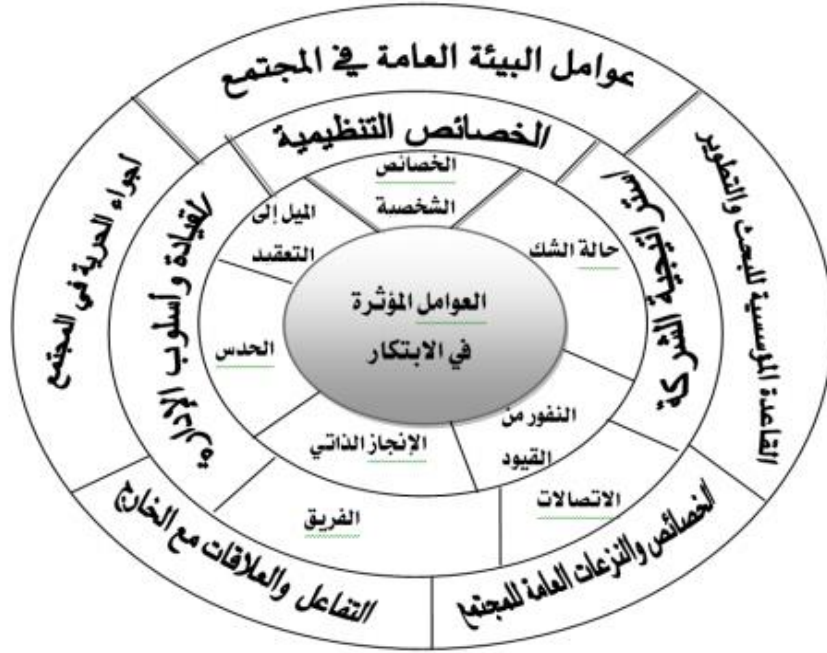 عوامل البيئة العامة في المجتمع
القاعدة المؤسسية للبحث والتطوير
الخصائص والنزعات العامة للمجتمع
التفاعل والعلاقات مع الخارج
أجواء الحرية في المجتمع
الخصائص التنظيمية
الشركة
الاتصالات
الفريق
القيادة وأسلوب الإدارة
الخصائص
الشخصية
حالة الشك
النفور من
القيود
الإنجاز الذاتي
الحدس
الميل إلى
التعقيد
العوامل المؤثرة
في الابتكار